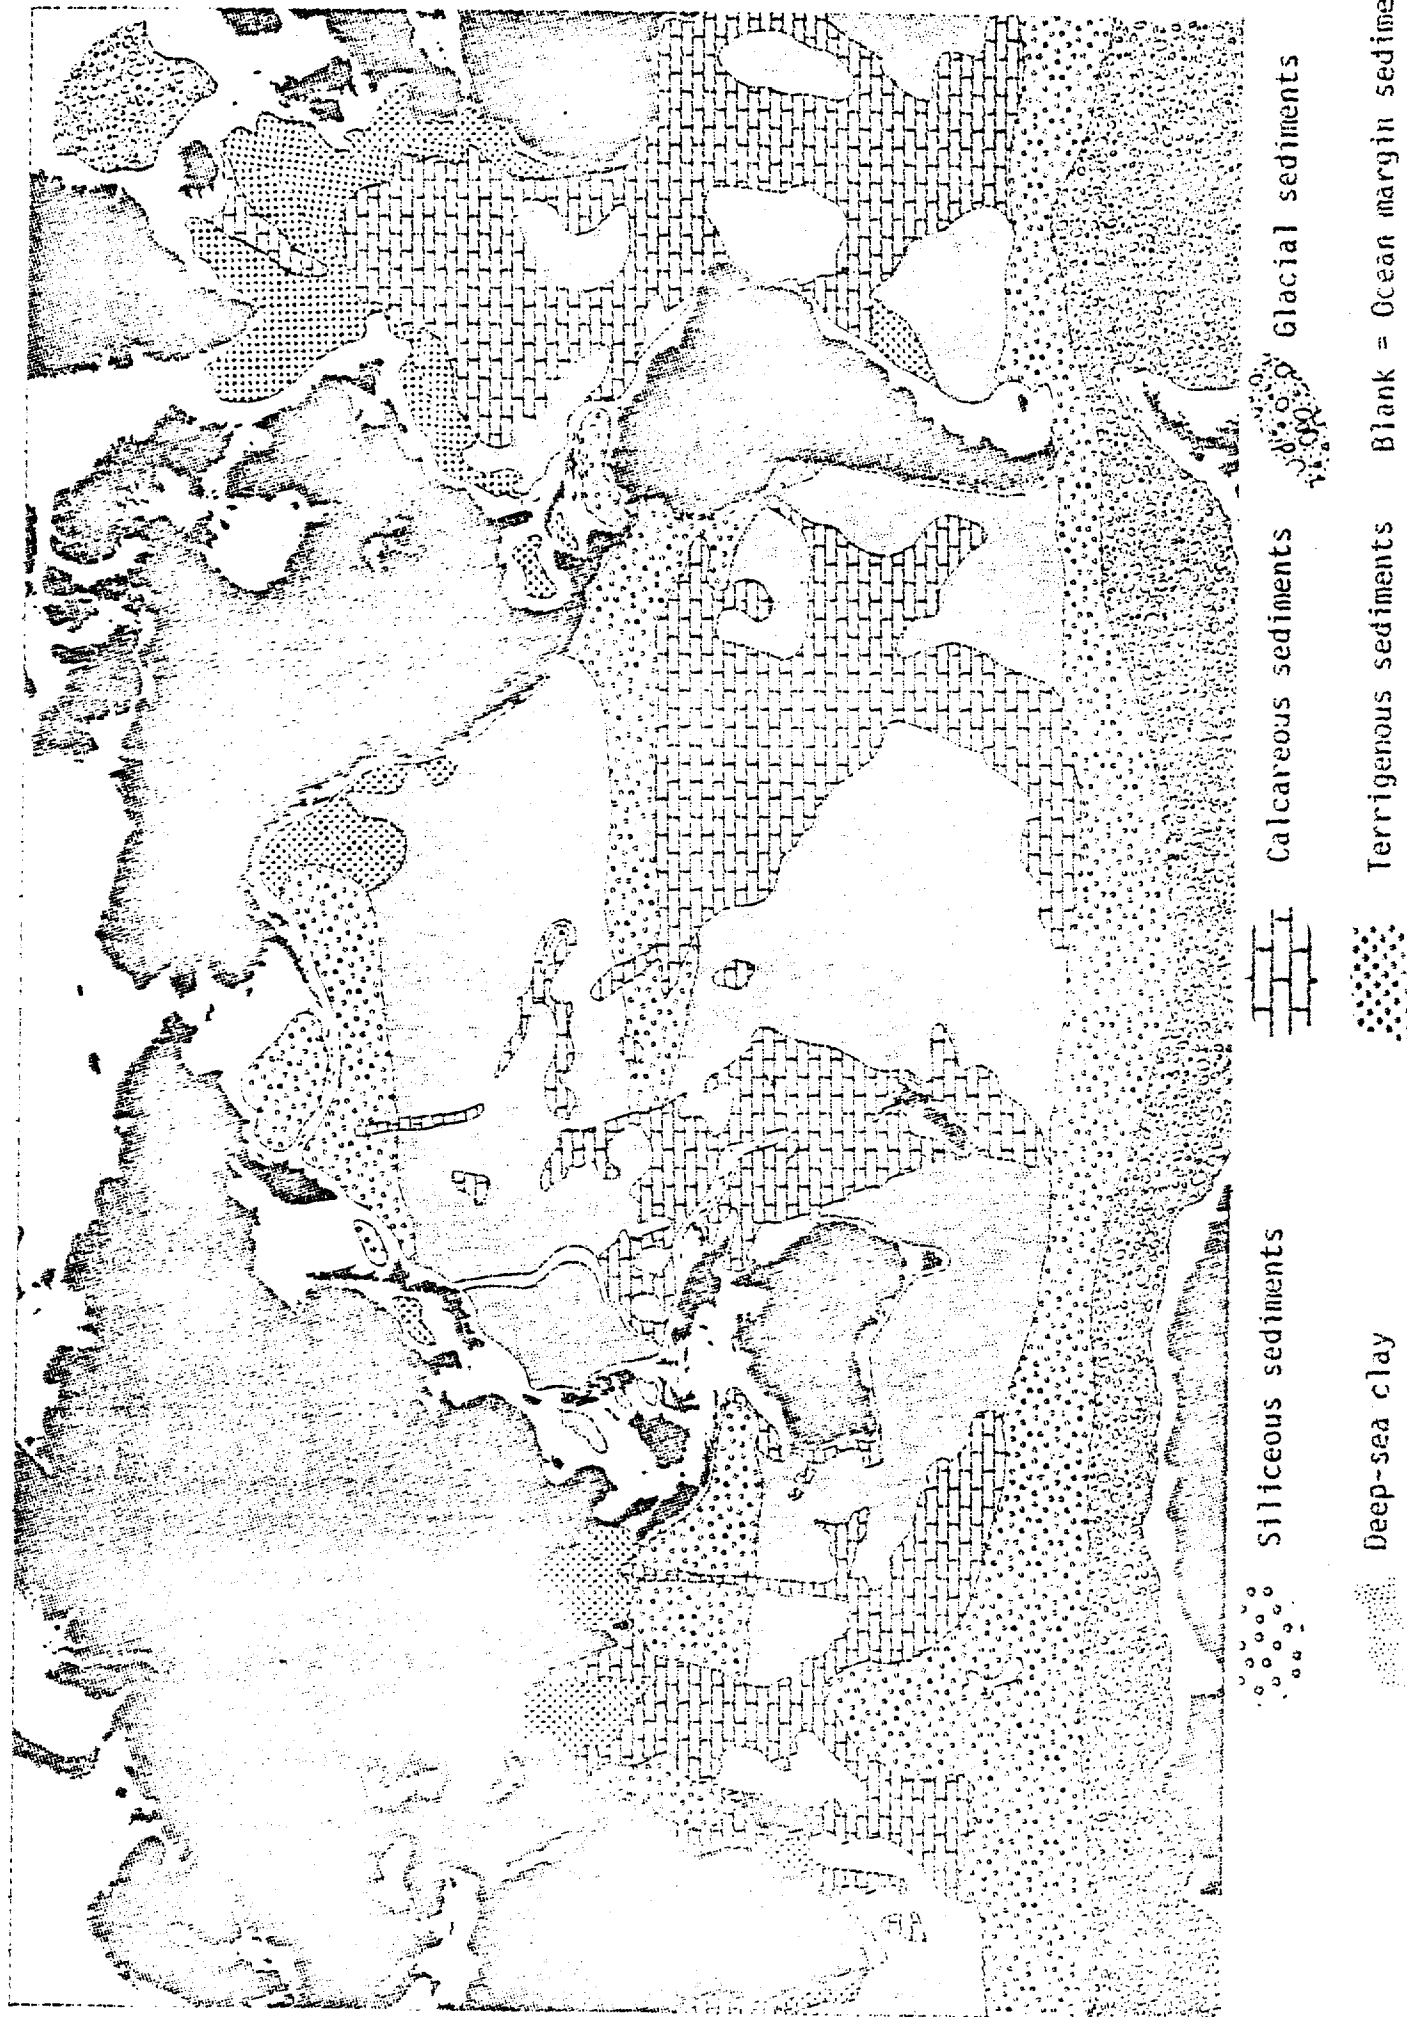 Siliceous sediments
Calcareous sediments
Glacial sediments
Deep-sea clay
Terrigenous sediments
Blank = Ocean margin sedime